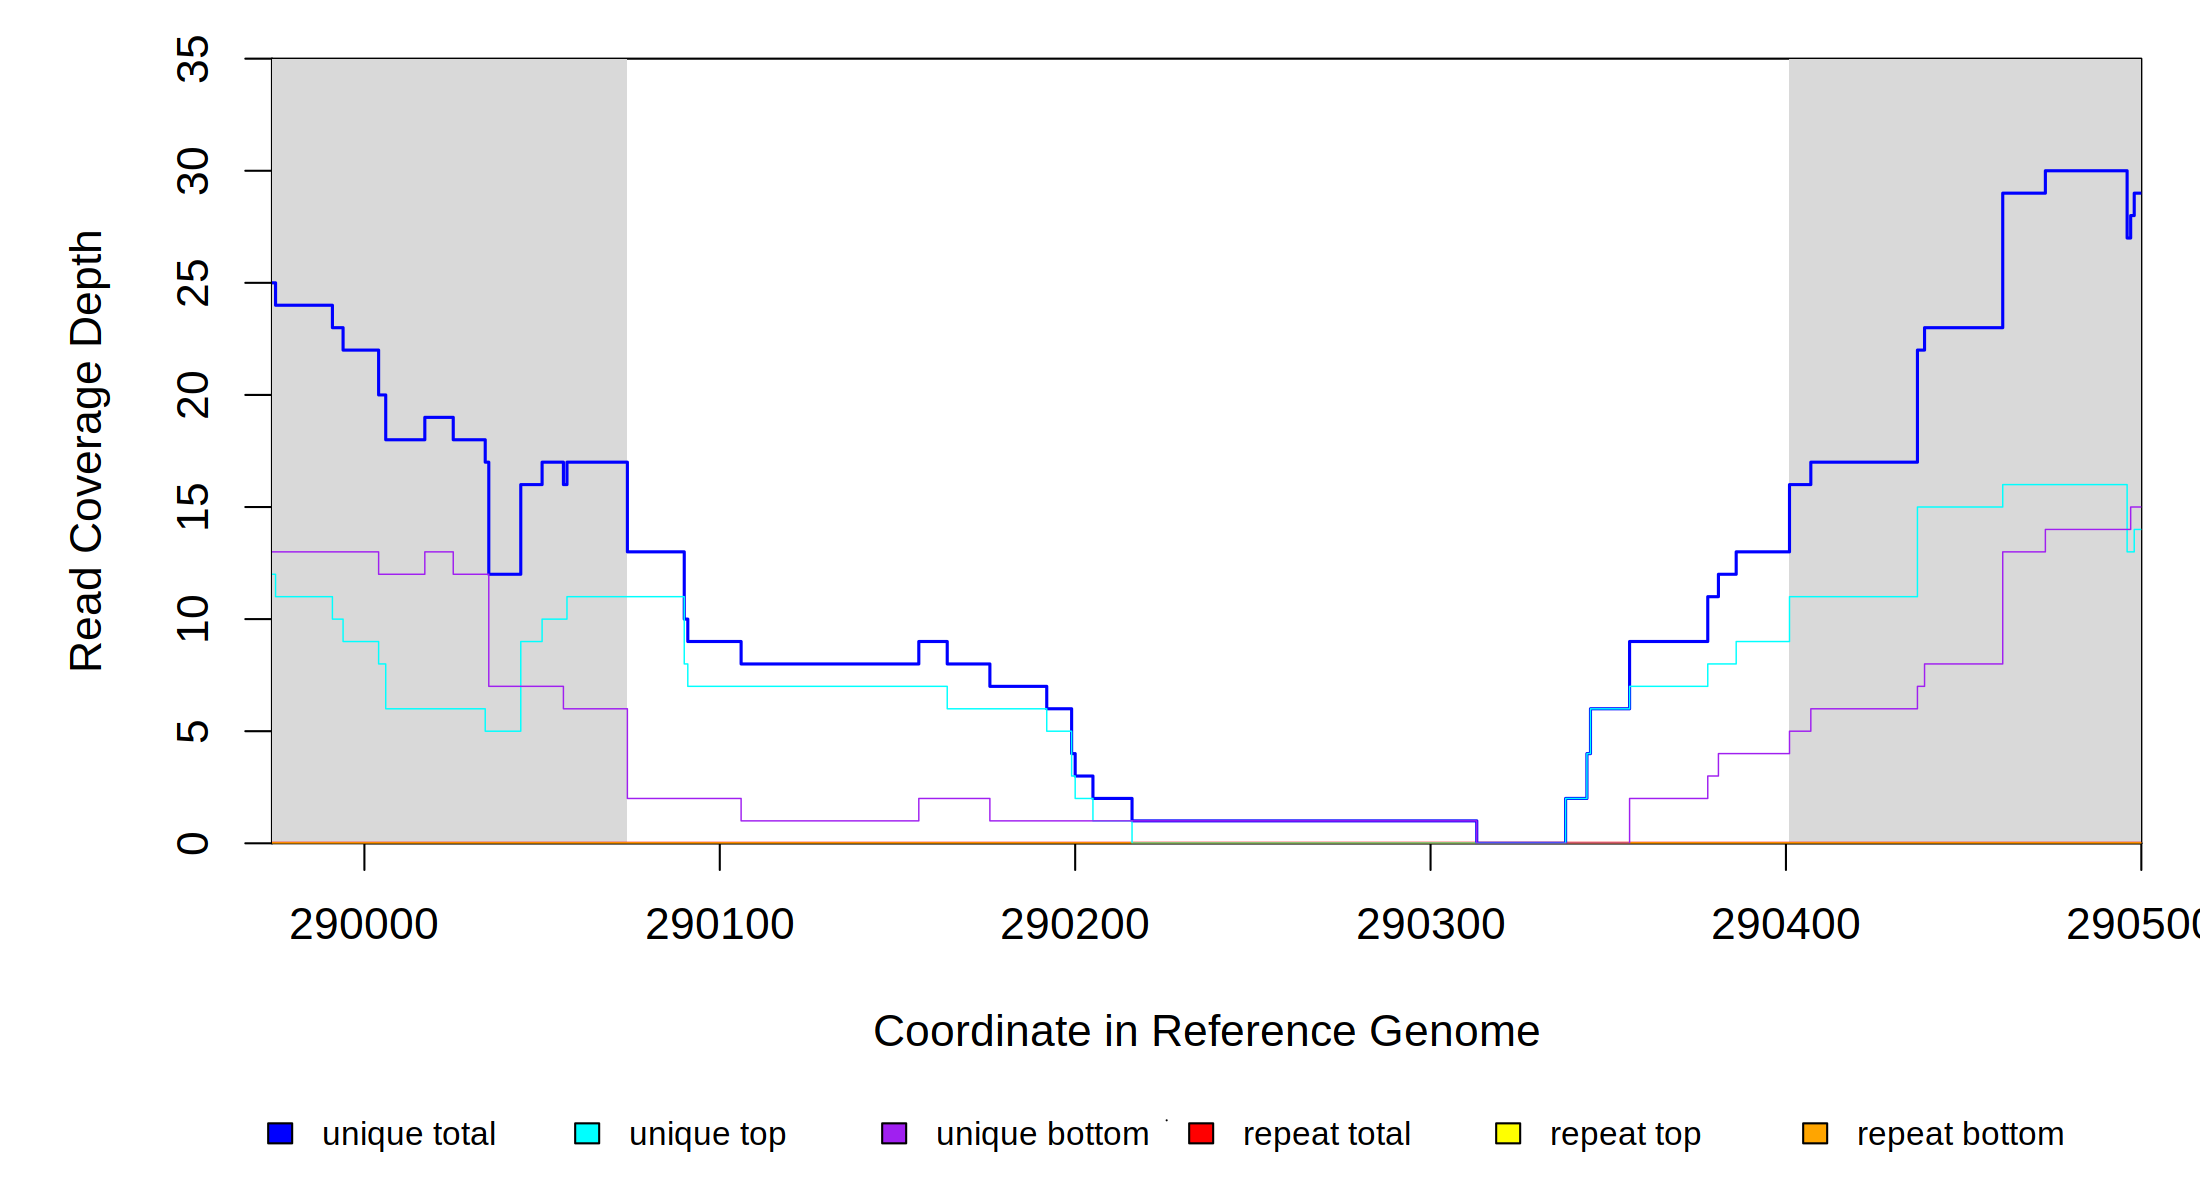 35
30
25
20
15
10
5
0
Read Coverage Depth
290000 290100 290200 290300 290400 290500
Coordinate in Reference Genome
unique total unique top unique bottom repeat total repeat top repeat bottom